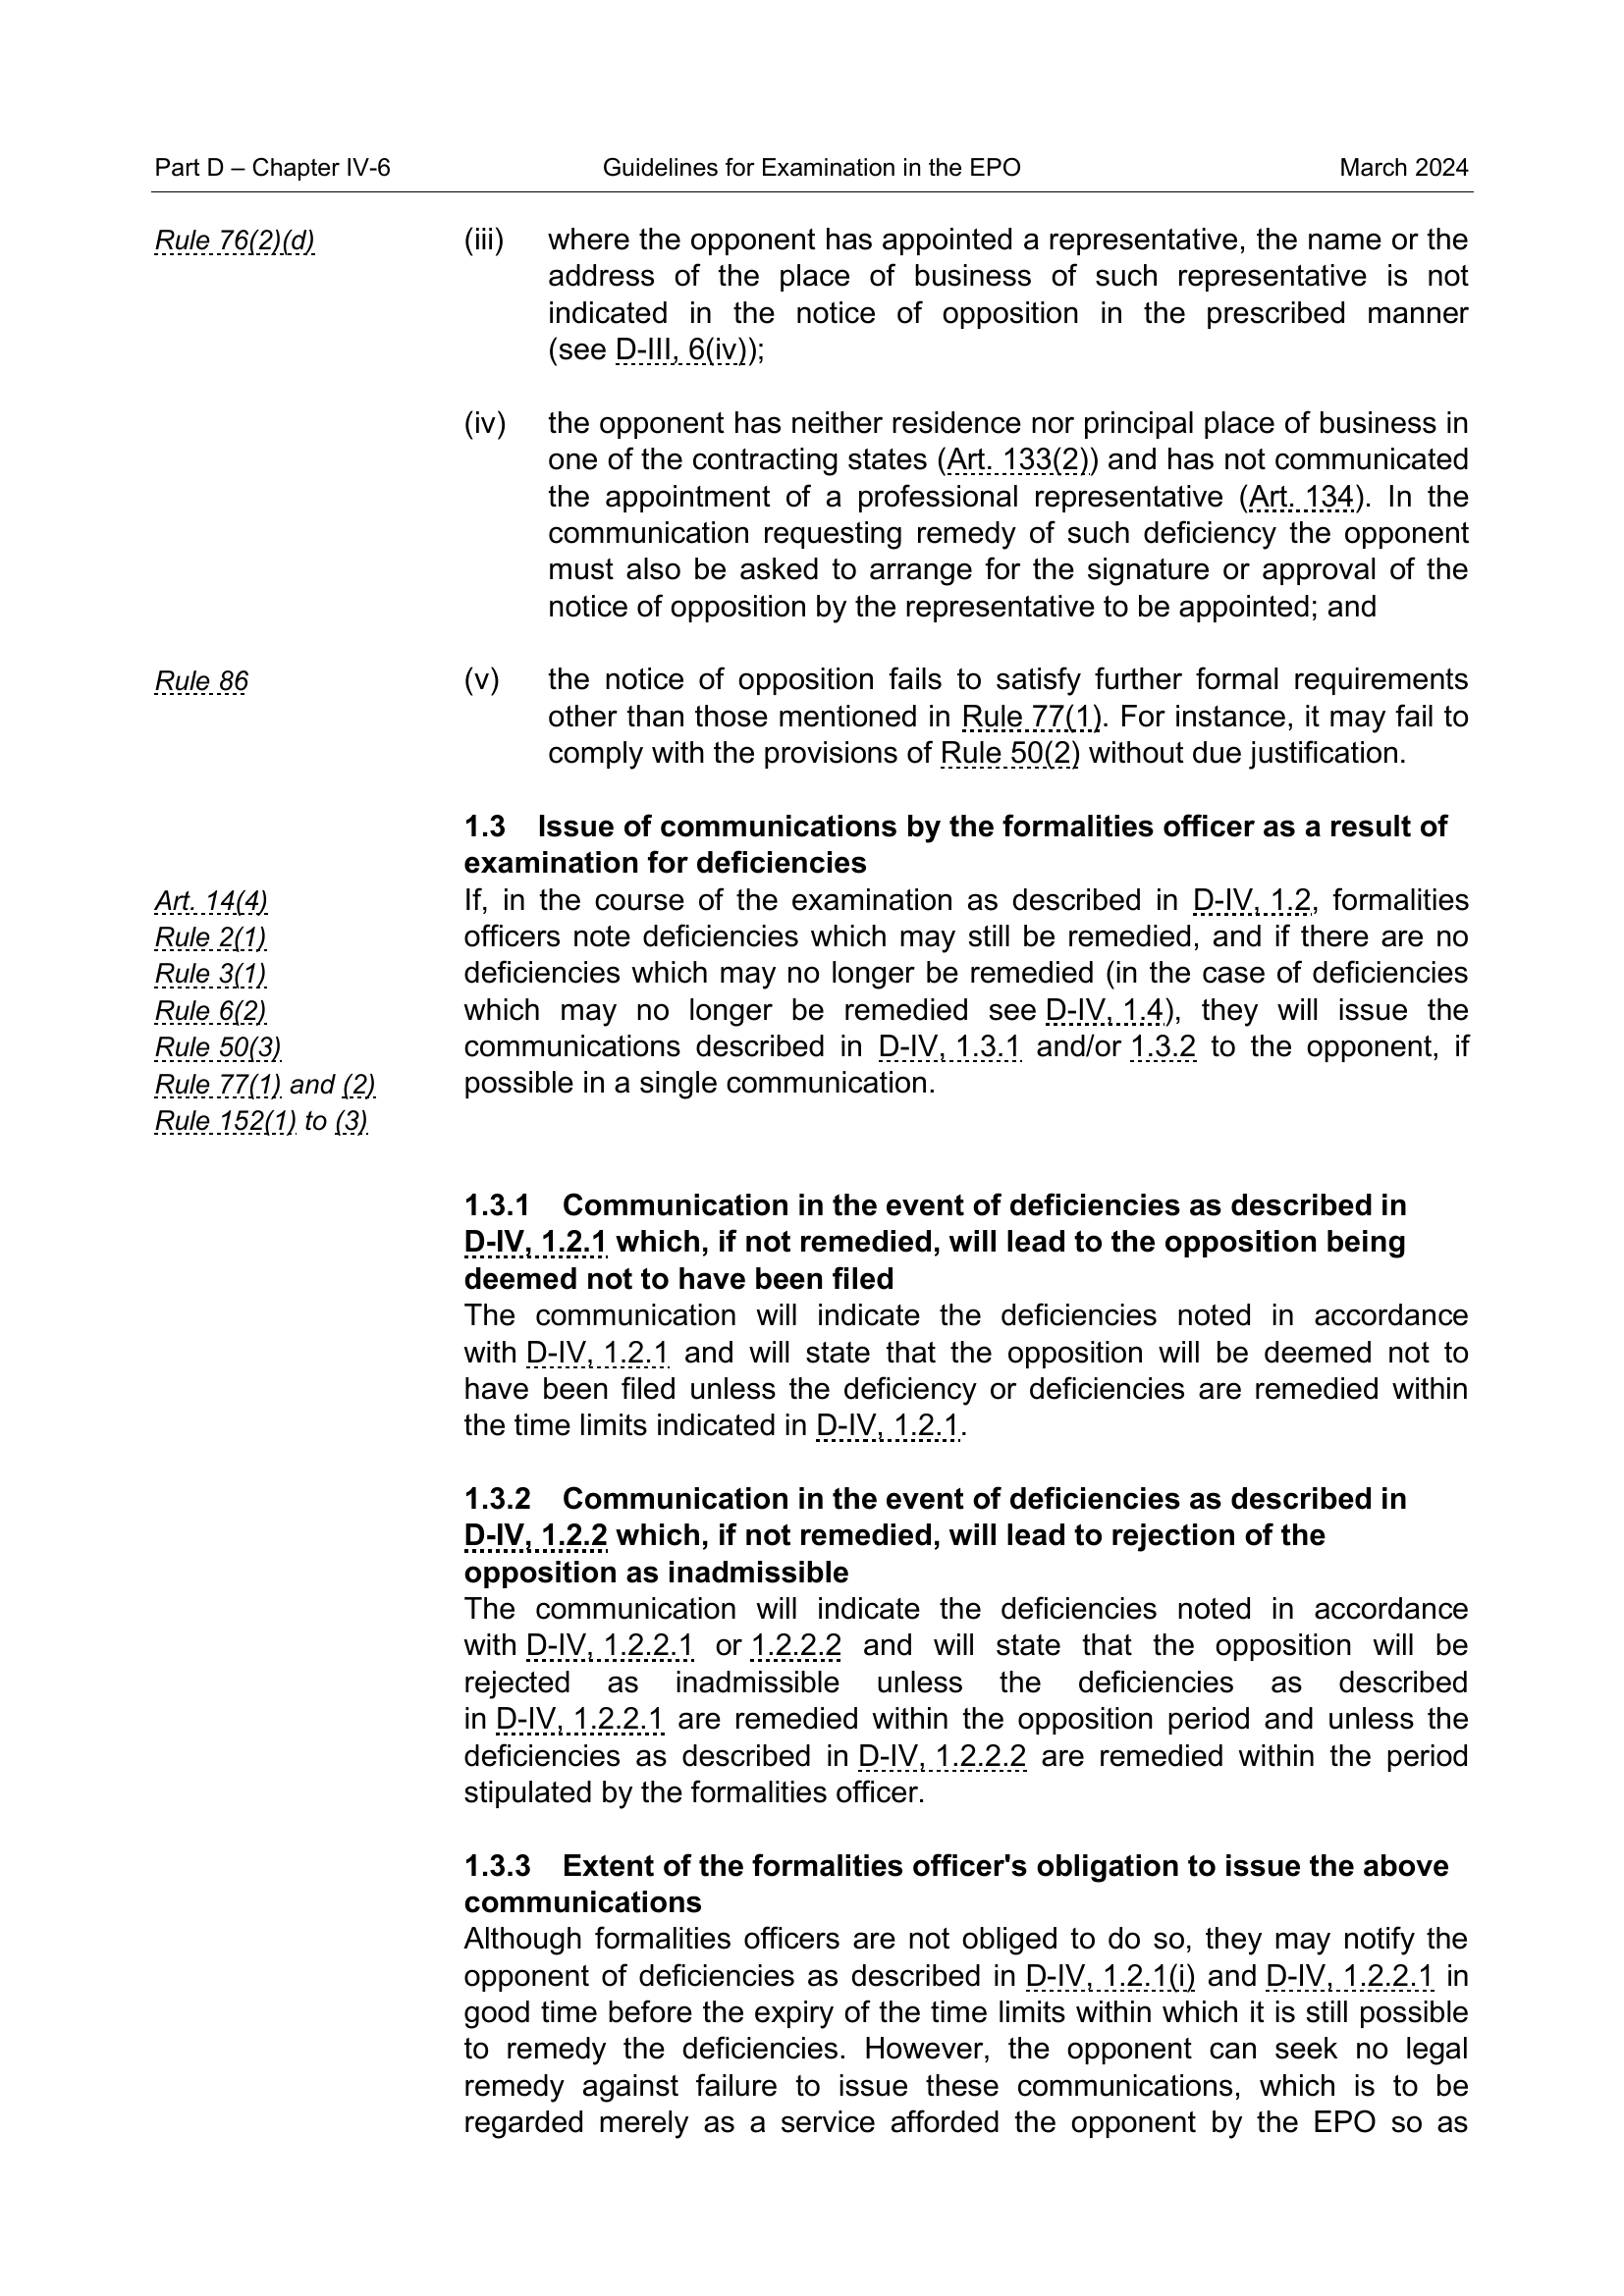 Part D – Chapter IV-6 Guidelines for Examination in the EPO March 2024
Rule 76(2)(d)
(iii) where the opponent has appointed a representative, the name or the
address of the place of business of such representative is not
indicated in the notice of opposition in the prescribed manner
(see D-III, 6(iv));
(iv) the opponent has neither residence nor principal place of business in
one of the contracting states (Art. 133(2)) and has not communicated
the appointment of a professional representative (Art. 134). In the
communication requesting remedy of such deficiency the opponent
must also be asked to arrange for the signature or approval of the
notice of opposition by the representative to be appointed; and
Rule 86
(v) the notice of opposition fails to satisfy further formal requirements
other than those mentioned in Rule 77(1). For instance, it may fail to
comply with the provisions of Rule 50(2) without due justification.
1.3 Issue of communications by the formalities officer as a result of
examination for deficiencies
Art. 14(4)
Rule 2(1)
Rule 3(1)
Rule 6(2)
Rule 50(3)
Rule 77(1) and (2)
Rule 152(1) to (3)
If, in the course of the examination as described in D-IV, 1.2, formalities
officers note deficiencies which may still be remedied, and if there are no
deficiencies which may no longer be remedied (in the case of deficiencies
which may no longer be remedied see D-IV, 1.4), they will issue the
communications described in D-IV, 1.3.1 and/or 1.3.2 to the opponent, if
possible in a single communication.
1.3.1 Communication in the event of deficiencies as described in
D-IV, 1.2.1 which, if not remedied, will lead to the opposition being
deemed not to have been filed
The communication will indicate the deficiencies noted in accordance
with D-IV, 1.2.1 and will state that the opposition will be deemed not to
have been filed unless the deficiency or deficiencies are remedied within
the time limits indicated in D-IV, 1.2.1.
1.3.2 Communication in the event of deficiencies as described in
D-IV, 1.2.2 which, if not remedied, will lead to rejection of the
opposition as inadmissible
The communication will indicate the deficiencies noted in accordance
with D-IV, 1.2.2.1 or 1.2.2.2 and will state that the opposition will be
rejected as inadmissible unless the deficiencies as described
in D-IV, 1.2.2.1 are remedied within the opposition period and unless the
deficiencies as described in D-IV, 1.2.2.2 are remedied within the period
stipulated by the formalities officer.
1.3.3 Extent of the formalities officer's obligation to issue the above
communications
Although formalities officers are not obliged to do so, they may notify the
opponent of deficiencies as described in D-IV, 1.2.1(i) and D-IV, 1.2.2.1 in
good time before the expiry of the time limits within which it is still possible
to remedy the deficiencies. However, the opponent can seek no legal
remedy against failure to issue these communications, which is to be
regarded merely as a service afforded the opponent by the EPO so as